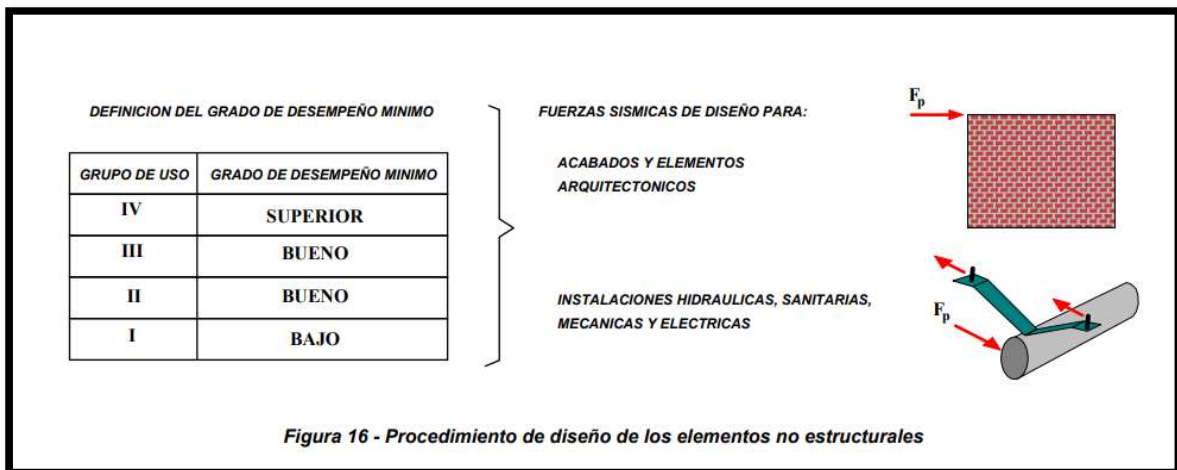 DEFINICION DEL GRADO DE DESEMPEÑO MINIMO
GRUPO DE USO GRADO DE DESEMPEÑO MINIMO
IV SUPERIOR
III BUENO
II BUENO
I BAJO
FUERZAS SISMICAS DE DISEÑO PARA:
ACABADOS Y ELEMENTOS
ARQUITECTONICOS
INSTALACIONES HIDRAULICAS, SANITARIAS,
MECANICAS Y ELECTRICAS
Fp
Fp
Figura 16 - Procedimiento de diseño de los elementos no estructurales